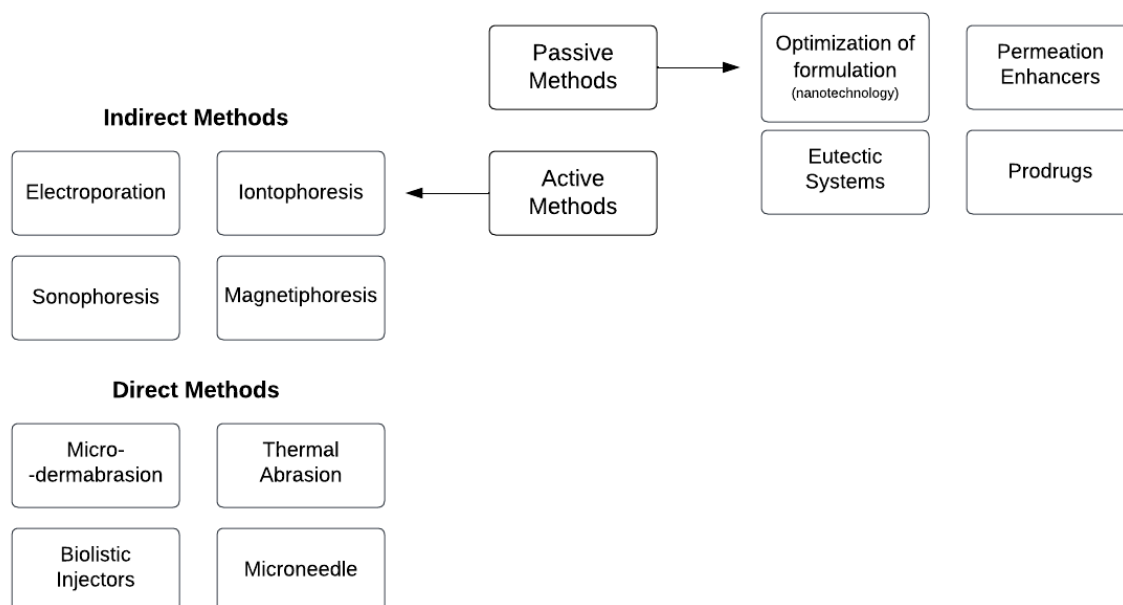 Passive
Methods
Optimization of
formulation
(nanotechnology)
Permeation
Enhancers
Eutectic
Systems
Prodrugs
Active
Methods
Indirect Methods
Electroporation
Iontophoresis
Sonophoresis
Magnetiphoresis
Direct Methods
Micro-
-dermabrasion
Thermal
Abrasion
Biolistic
Injectors
Microneedle